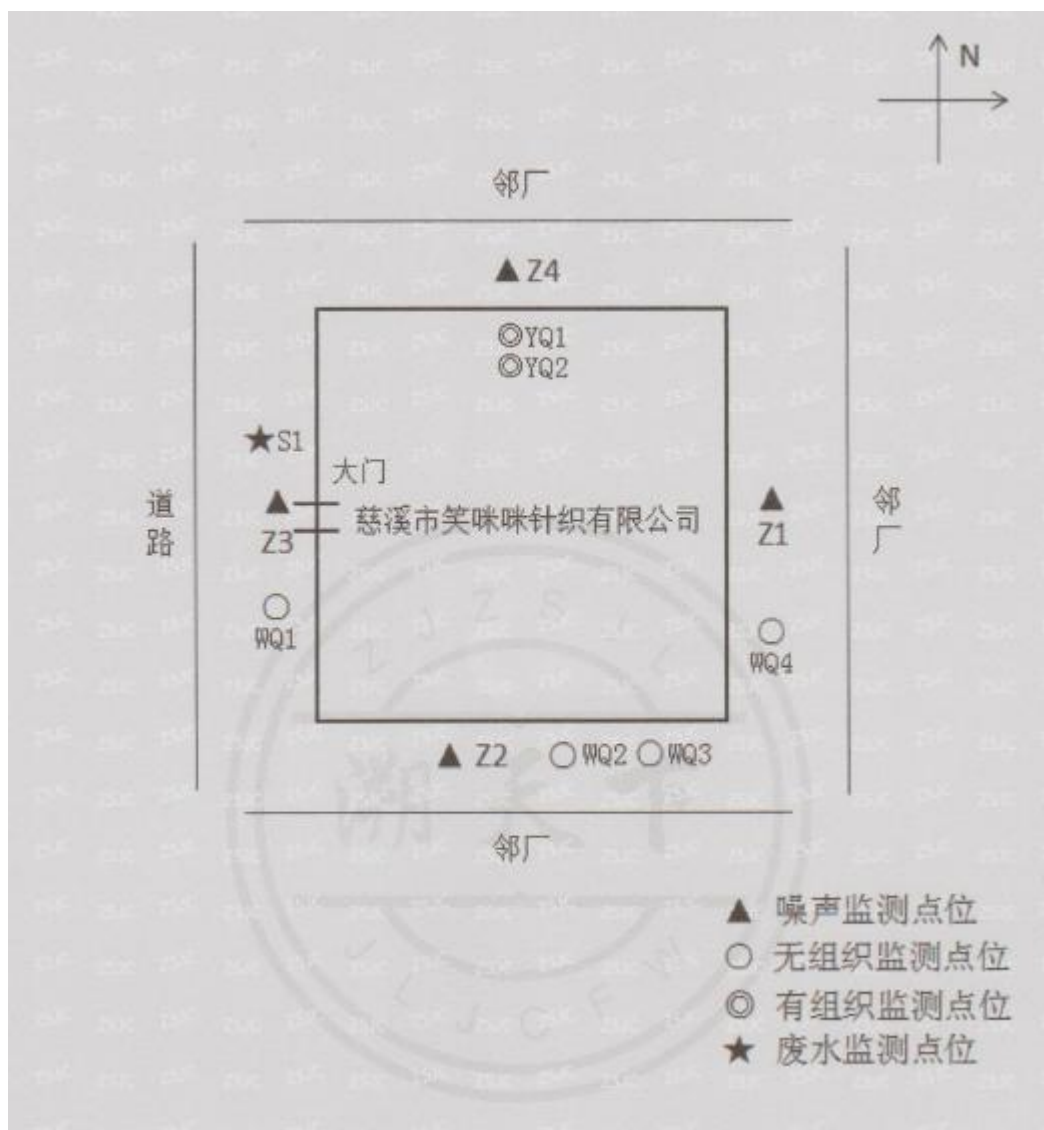 N
邻厂
▲ Z4
◎YQ1
◎YQ2
★S1
大门
道路
▲
Z3
慈溪市笑咪咪针织有限公司
▲
Z1
邻厂
○
WQ1
○
WQ4
▲ Z2 ○WQ2 ○WQ3
邻厂
▲ 噪声监测点位
○ 无组织监测点位
◎ 有组织监测点位
★ 废水监测点位